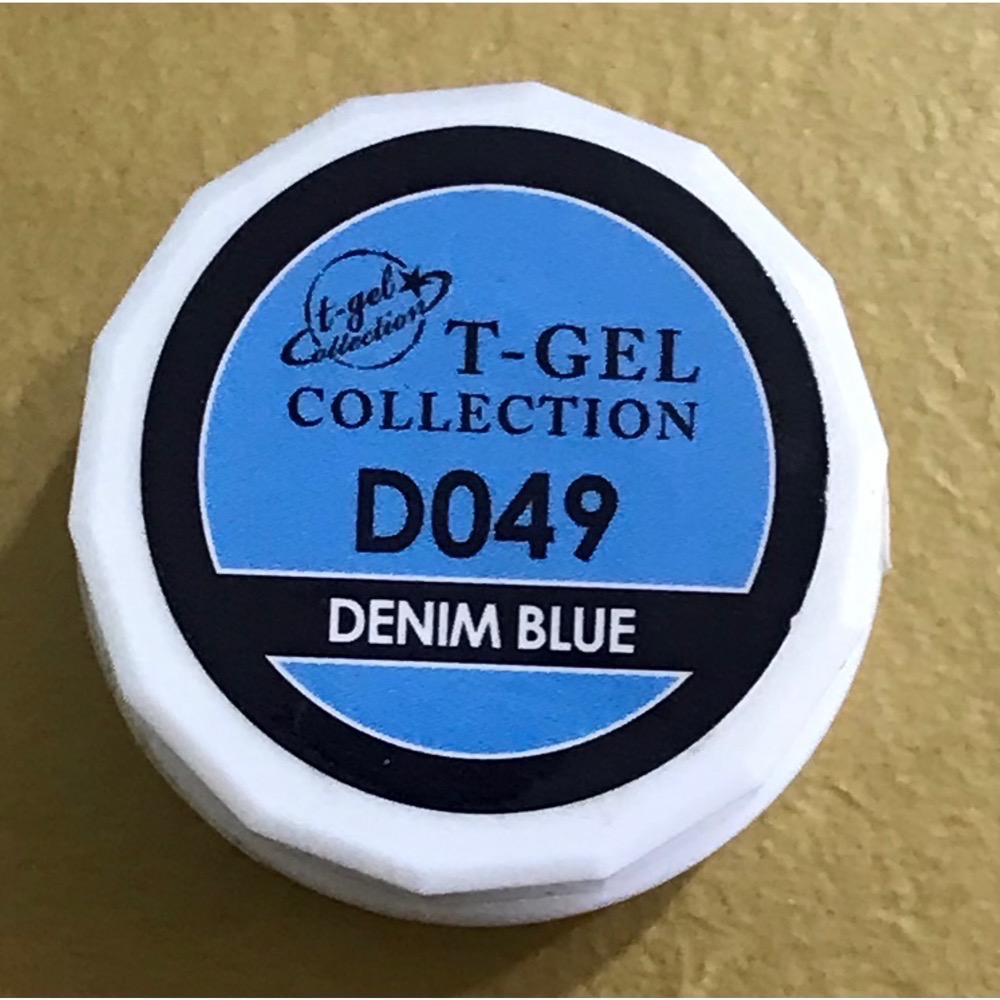 t-gel
Collection
T-GEL
COLLECTION
D049
DENIM BLUE